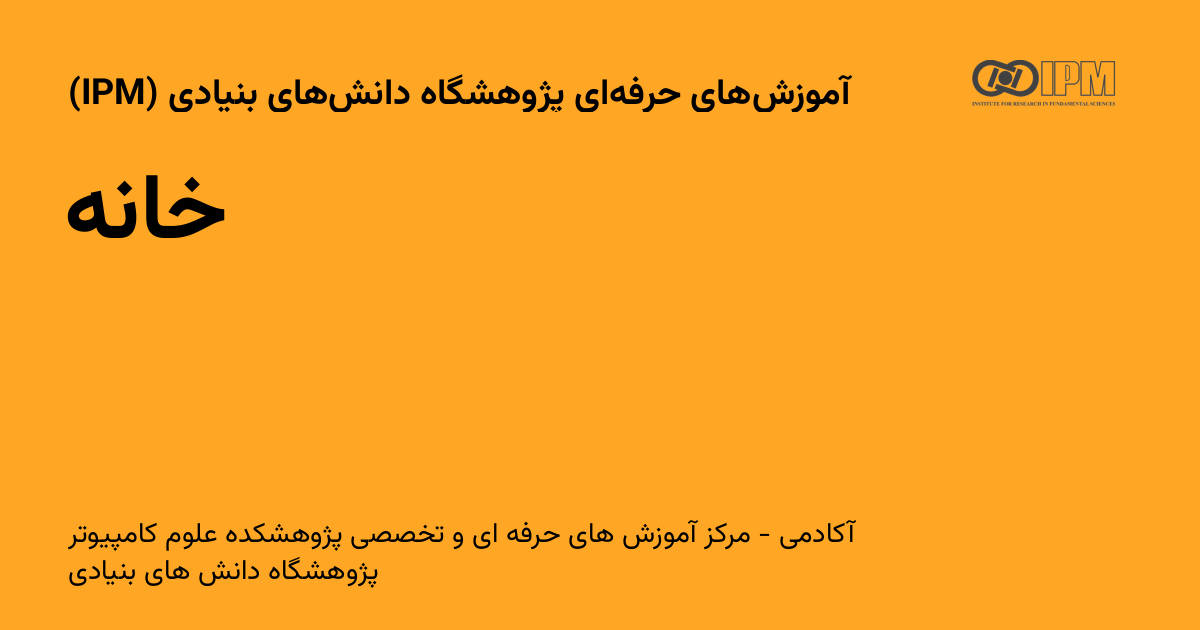 آموزش‌های حرفه‌ای پژوهشگاه دانش‌های بنیادی (IPM)
IPM
INSTITUTE FOR RESEARCH IN FUNDAMENTAL SCIENCES
خانه
آکادمی - مرکز آموزش های حرفه ای و تخصصی پژوهشکده علوم کامپیوتر
پژوهشگاه دانش های بنیادی